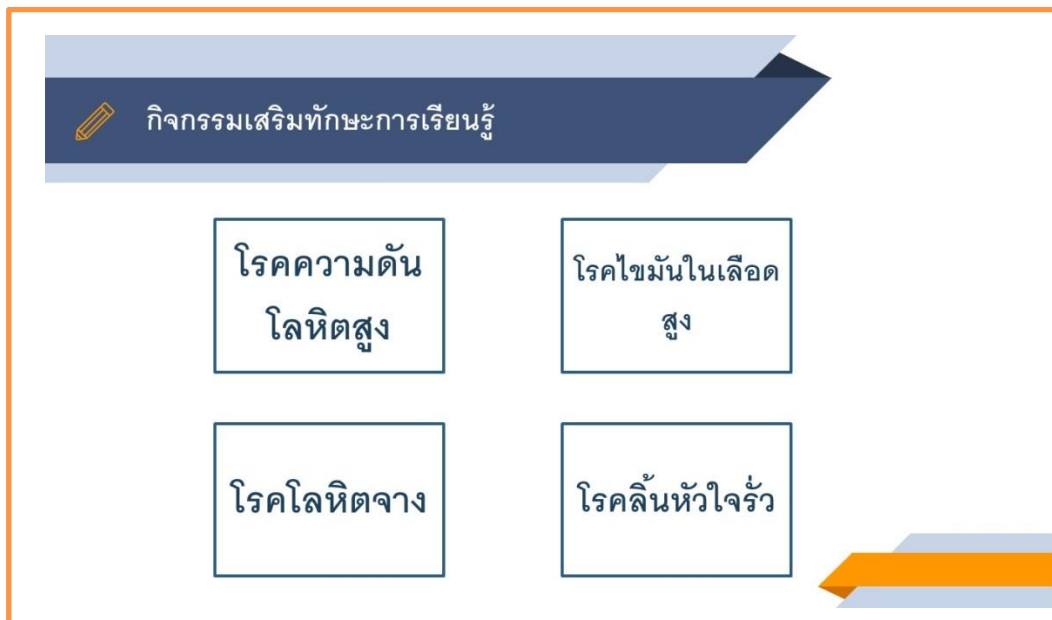 กิจกรรมเสริมทักษะการเรียนรู้
โรคความดัน
โลหิตสูง
โรคไขมันในเลือด
สูง
โรคโลหิตจาง
โรคลิ้นหัวใจรั่ว